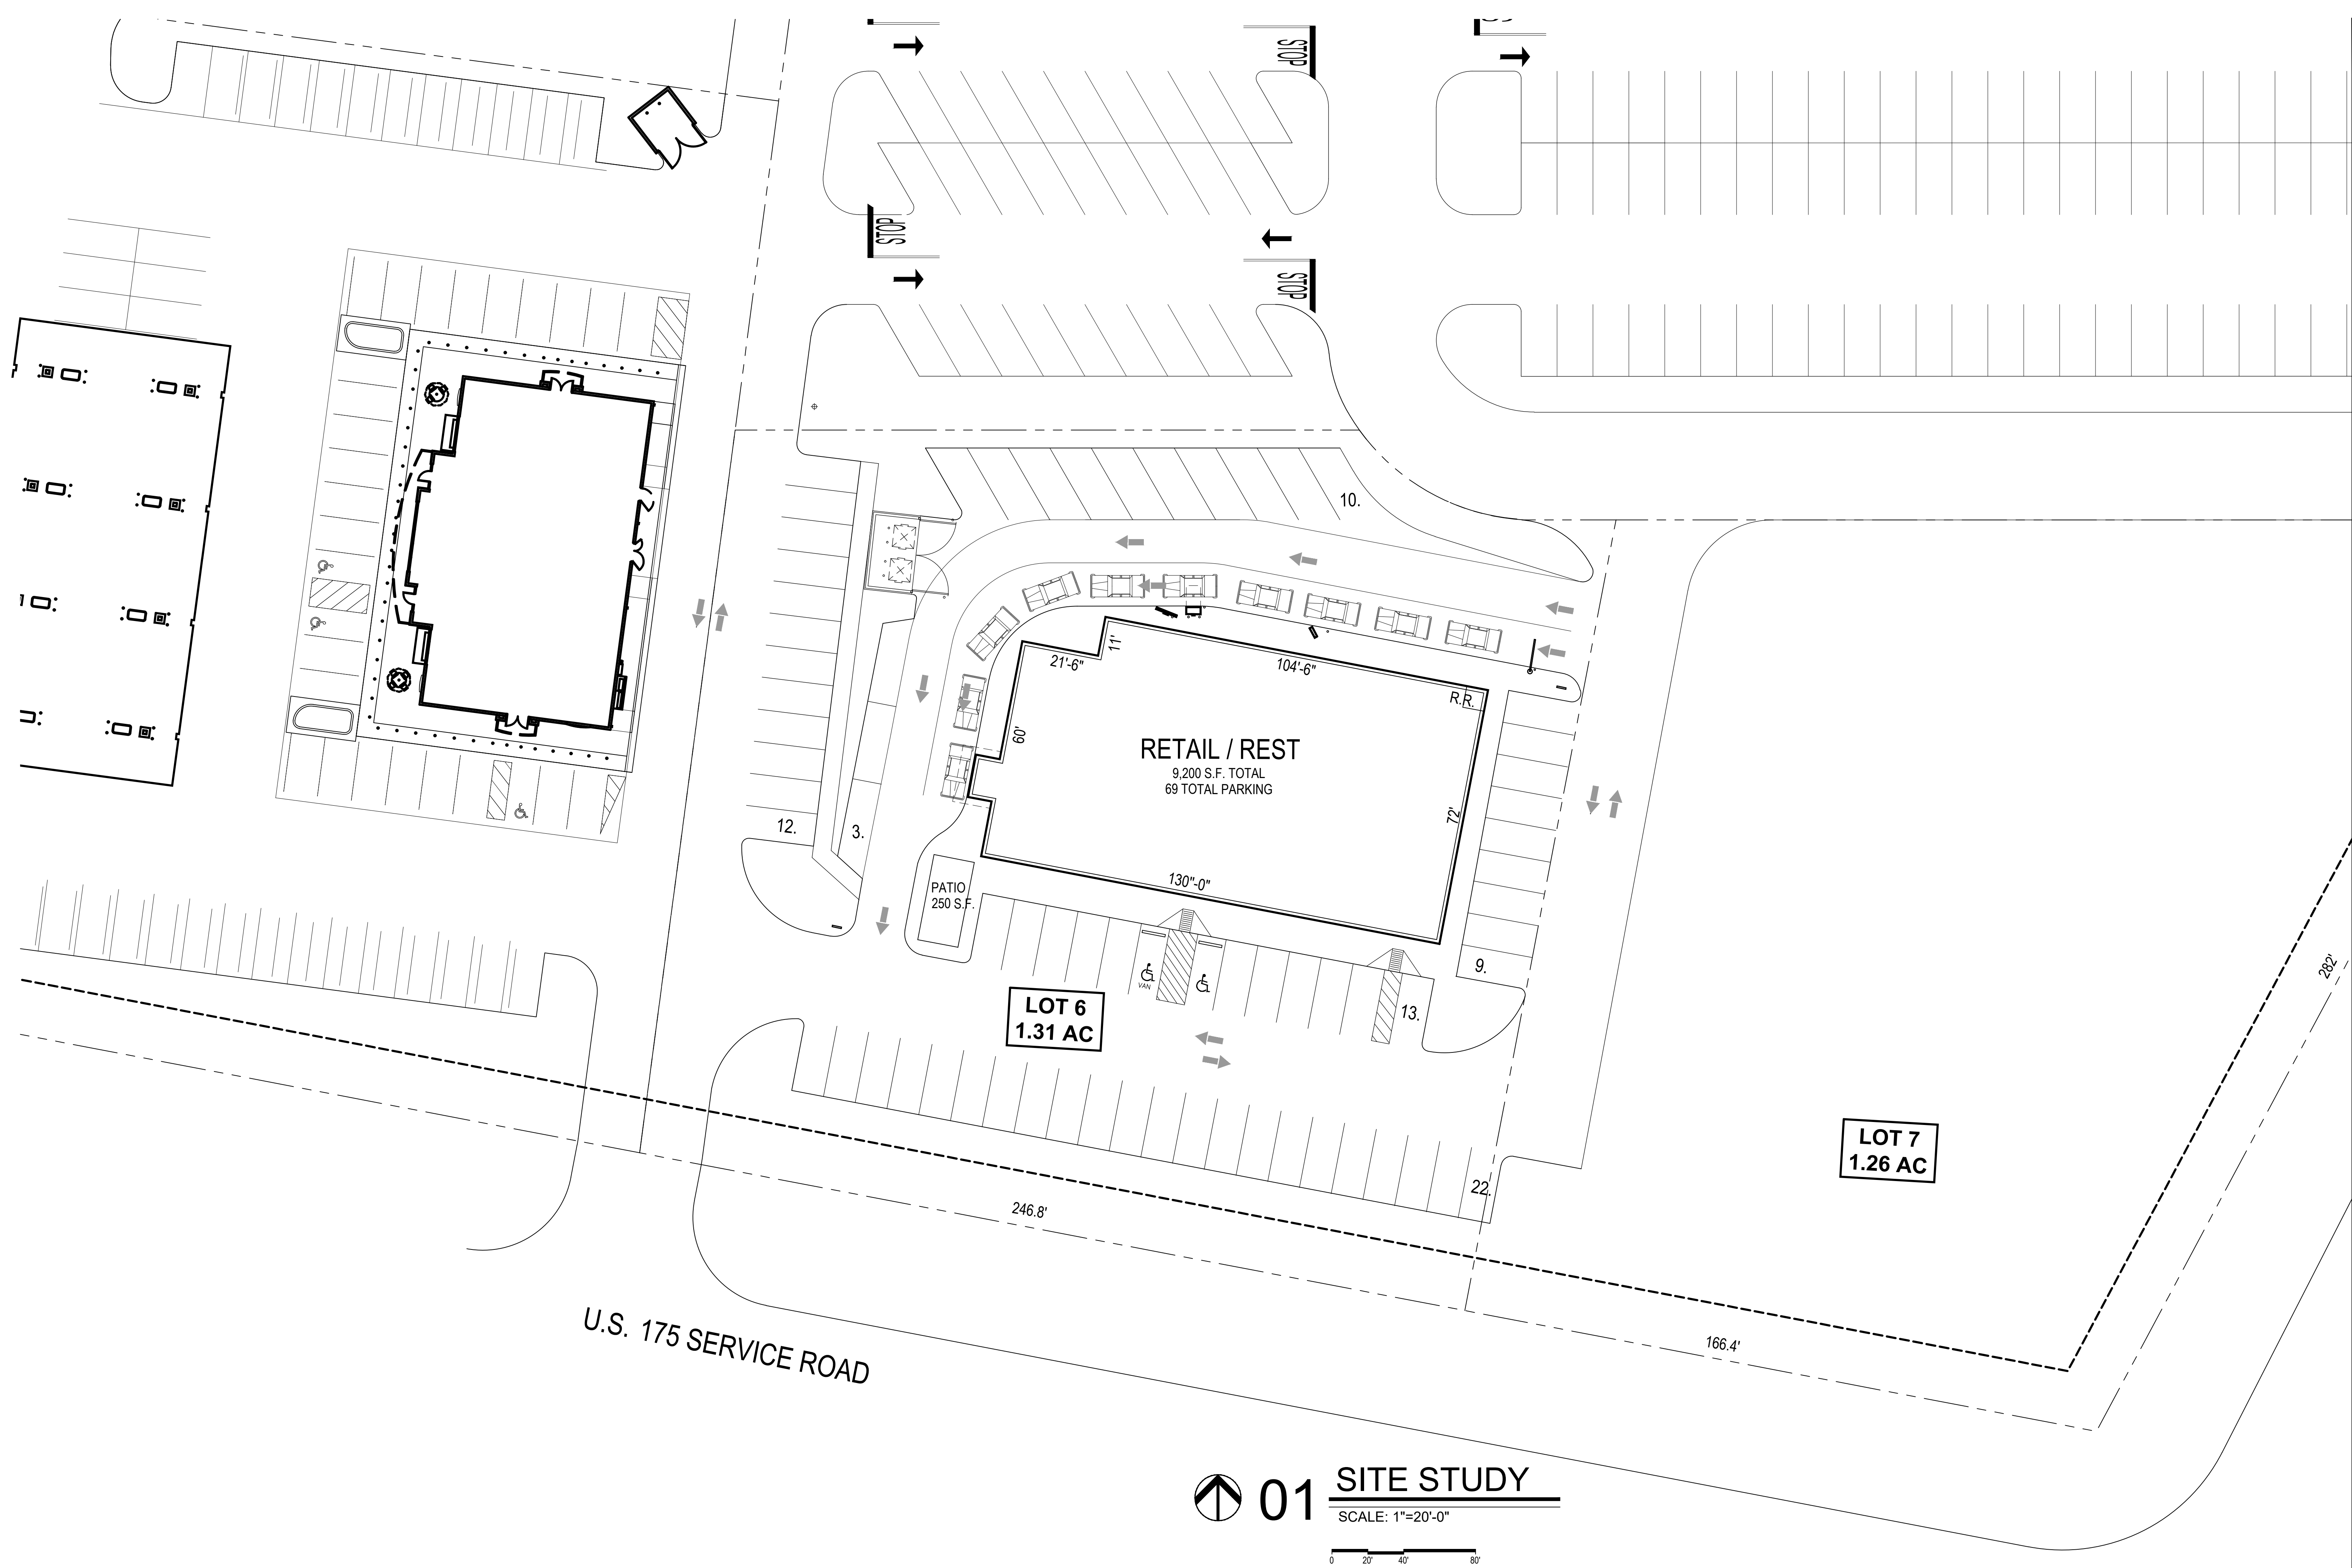 STOP
STOP
STOP
10.
21'-6"
11'
104'-6"
R.R.
60'
RETAIL / REST
9,200 S.F. TOTAL
69 TOTAL PARKING
72'
12.
3.
130"-0"
PATIO
250 S.F.
9.
VAN
13.
LOT 6
1.31 AC
282'
LOT 7
1.26 AC
22.
246.8'
166.4'
U.S. 175 SERVICE ROAD
01
SITE STUDY
SCALE: 1"=20'-0"
0 20' 40' 80'